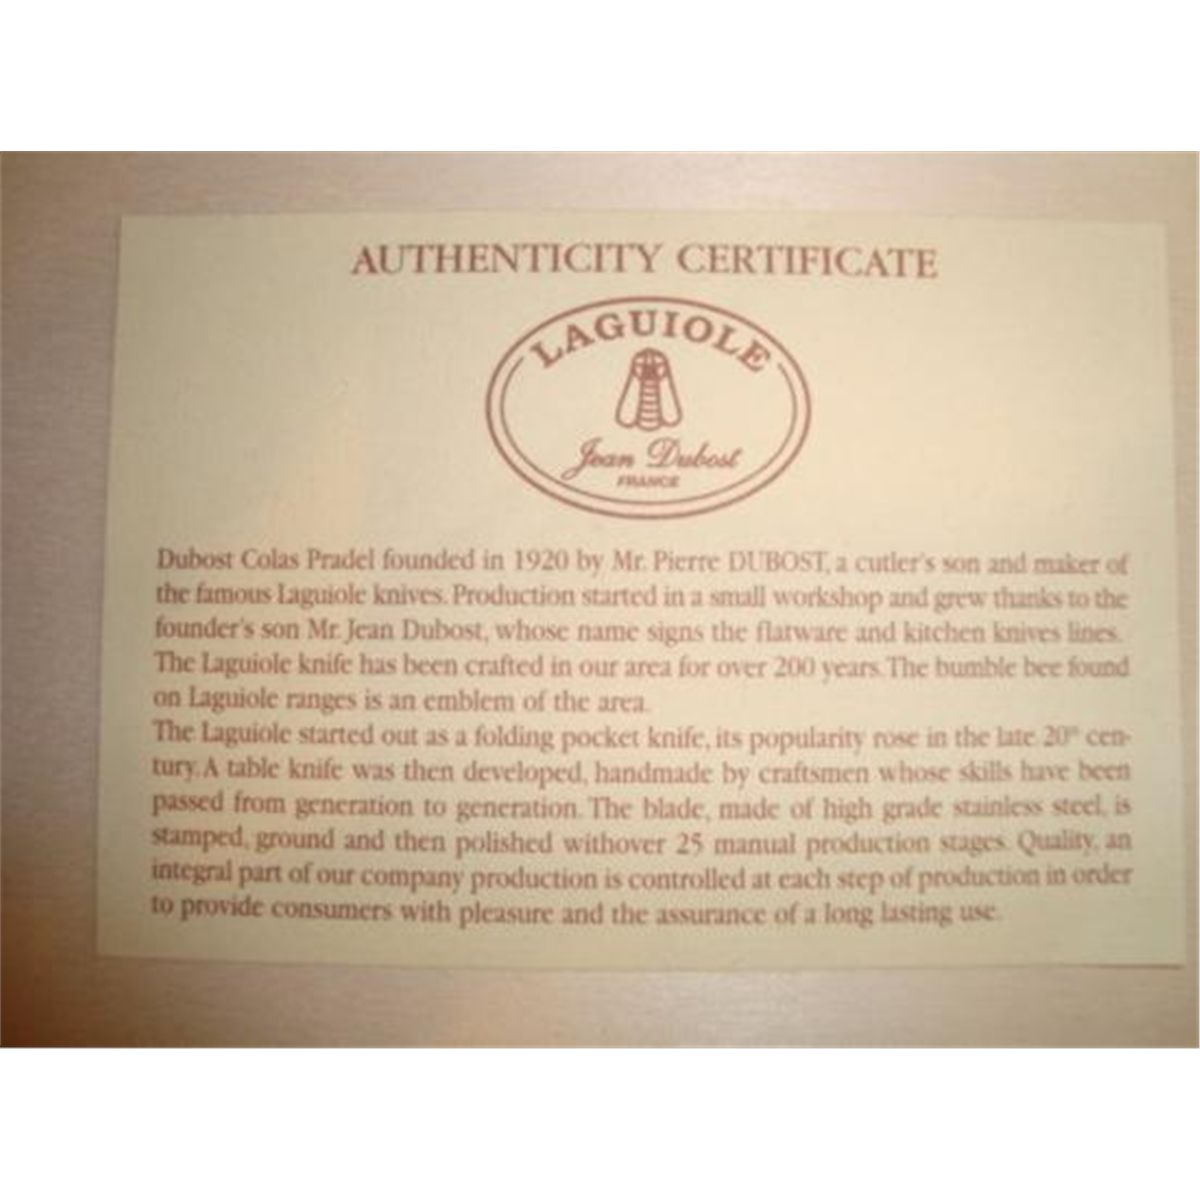 AUTHENTICITY CERTIFICATE
LAGUIOLE
Jean Dubost
FRANCE
Dubost Colas Pradel founded in 1920 by Mr. Pierre DUBOST, a cutler's son and maker of
the famous Laguiole knives. Production started in a small workshop and grew thanks to the
founder's son Mr. Jean Dubost, whose name signs the flatware and kitchen knives lines.
The Laguiole knife has been crafted in our area for over 200 years. The bumble bee found
on Laguiole ranges is an emblem of the area.
The Laguiole started out as a folding pocket knife, its popularity rose in the late 20th cen-
tury. A table knife was then developed, handmade by craftsmen whose skills have been
passed from generation to generation. The blade, made of high grade stainless steel, is
stamped, ground and then polished withover 25 manual production stages. Quality, an
integral part of our company production is controlled at each step of production in order
to provide consumers with pleasure and the assurance of a long lasting use.